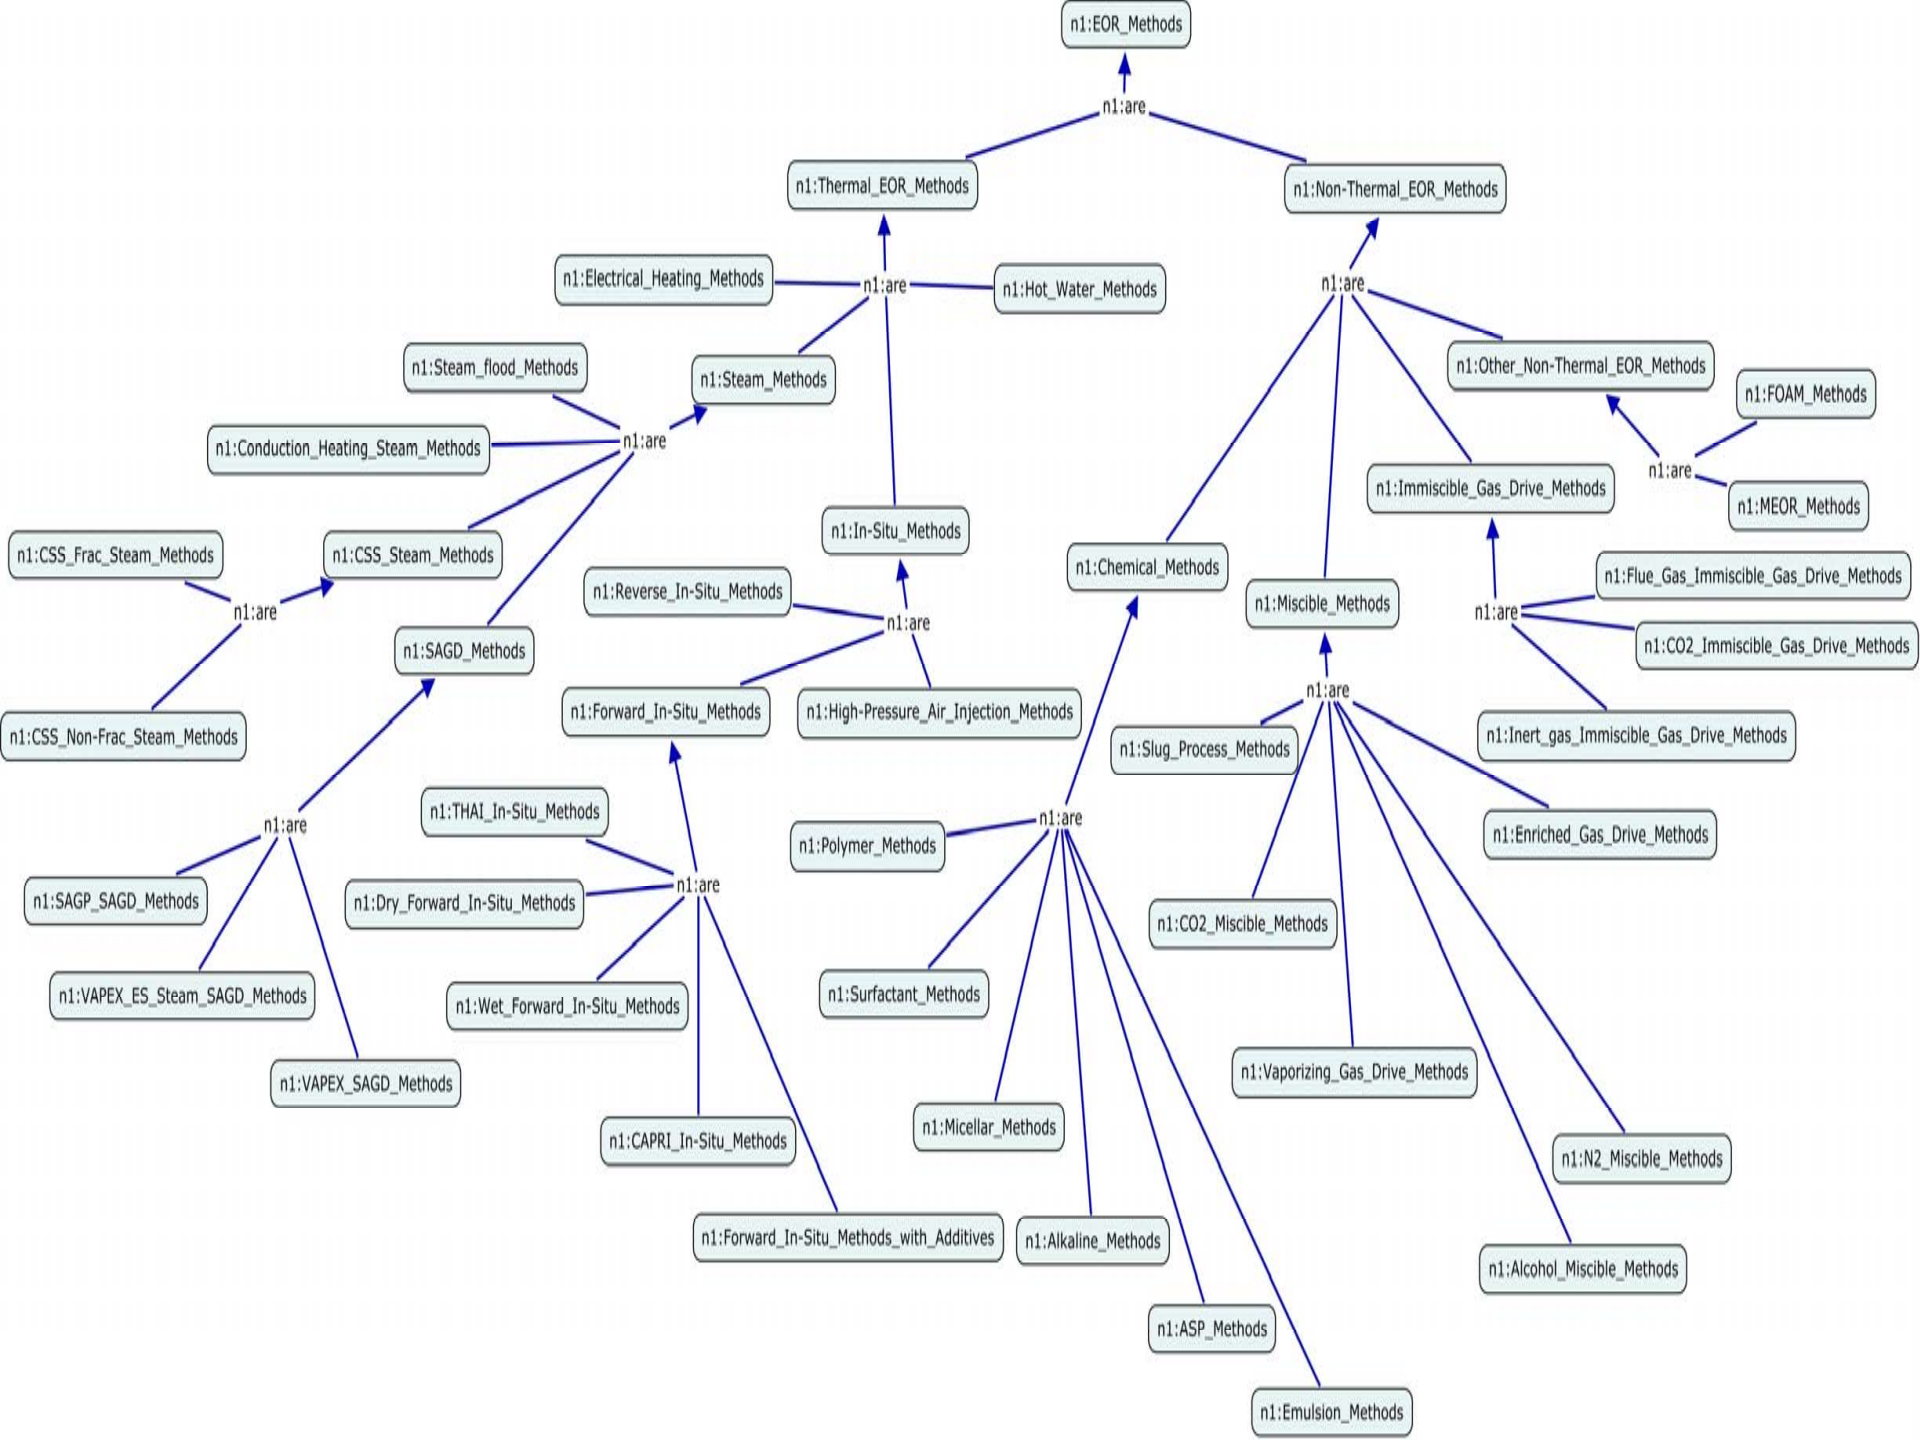 n1:EOR_Methods
n1:are
n1:Thermal_EOR_Methods
n1:Non-Thermal_EOR_Methods
n1:Electrical_Heating_Methods
n1:are
n1:Hot_Water_Methods
n1:are
n1:Steam_flood_Methods
n1:Steam_Methods
n1:Other_Non-Thermal_EOR_Methods
n1:FOAM_Methods
n1:Conduction_Heating_Steam_Methods
n1:are
n1:are
n1:Immiscible_Gas_Drive_Methods
n1:MEOR_Methods
n1:CSS_Frac_Steam_Methods
n1:CSS_Steam_Methods
n1:In-Situ_Methods
n1:Chemical_Methods
n1:Flue_Gas_Immiscible_Gas_Drive_Methods
n1:Reverse_In-Situ_Methods
n1:Miscible_Methods
n1:are
n1:are
n1:are
n1:CO2_Immiscible_Gas_Drive_Methods
n1:SAGD_Methods
n1:are
n1:Forward_In-Situ_Methods
n1:High-Pressure_Air_Injection_Methods
n1:CSS_Non-Frac_Steam_Methods
n1:Slug_Process_Methods
n1:Inert_gas_Immiscible_Gas_Drive_Methods
n1:THAI_In-Situ_Methods
n1:are
n1:are
n1:Polymer_Methods
n1:Enriched_Gas_Drive_Methods
n1:are
n1:SAGP_SAGD_Methods
n1:Dry_Forward_In-Situ_Methods
n1:CO2_Miscible_Methods
n1:VAPEX_ES_Steam_SAGD_Methods
n1:Wet_Forward_In-Situ_Methods
n1:Surfactant_Methods
n1:VAPEX_SAGD_Methods
n1:Vaporizing_Gas_Drive_Methods
n1:CAPRI_In-Situ_Methods
n1:Micellar_Methods
n1:N2_Miscible_Methods
n1:Forward_In-Situ_Methods_with_Additives
n1:Alkaline_Methods
n1:Alcohol_Miscible_Methods
n1:ASP_Methods
n1:Emulsion_Methods